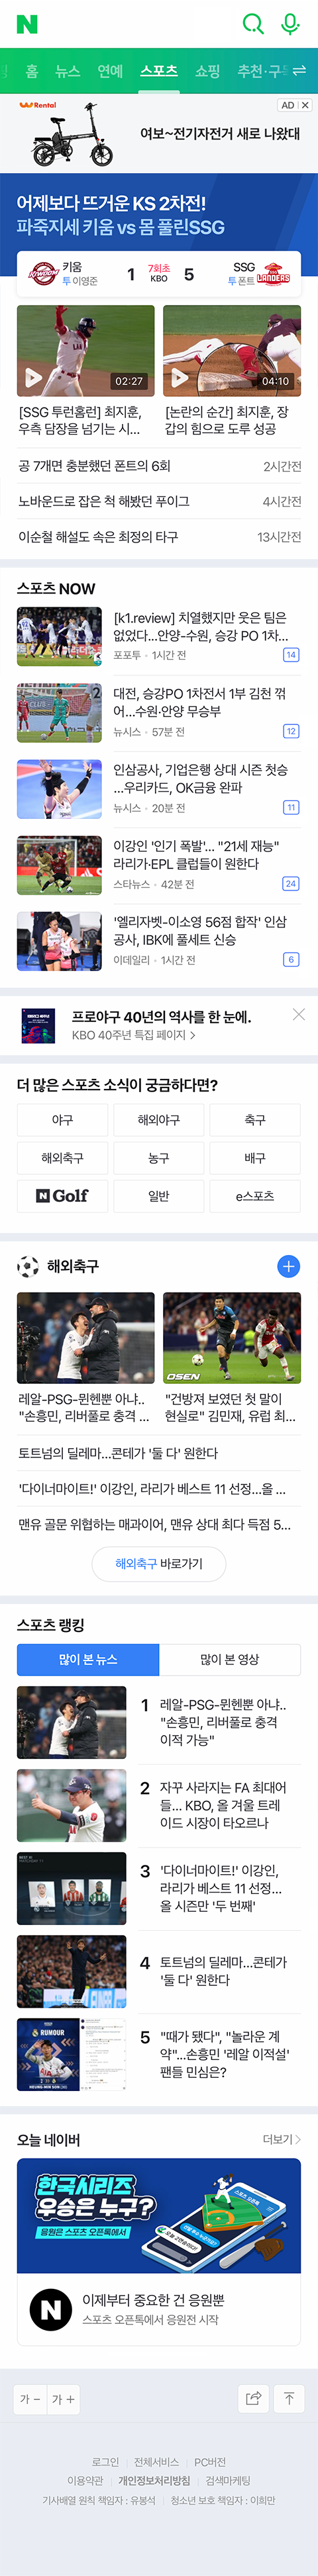 N
홈 뉴스 연예 스포츠 쇼핑 추천·구독
Rental
AD
여보~전기자전거 새로 나왔대
어제보다 뜨거운 KS 2차전!
파죽지세 키움 vs 몸 풀린SSG
키움
투 이영준
1
7회초
KBO
5
SSG
투 폰트
LANDERS
02:27
04:10
[SSG 투런홈런] 최지훈,
우측 담장을 넘기는 시...
[논란의 순간] 최지훈, 장
갑의 힘으로 도루 성공
공 7개면 충분했던 폰트의 6회 2시간전
노바운드로 잡은 척 해봤던 푸이그 4시간전
이순철 해설도 속은 최정의 타구 13시간전
스포츠 NOW
[k1.review] 치열했지만 웃은 팀은
없었다...안양-수원, 승강 PO 1차...
포포투 · 1시간 전 14
대전, 승강PO 1차전서 1부 김천 꺾
어...수원·안양 무승부
뉴시스 · 57분 전 12
인삼공사, 기업은행 상대 시즌 첫승
...우리카드, OK금융 완파
뉴시스 · 20분 전 11
이강인 '인기 폭발'... "21세 재능"
라리가·EPL 클럽들이 원한다
스타뉴스 · 42분 전 24
'엘리자벳-이소영 56점 합작' 인삼
공사, IBK에 풀세트 신승
이데일리 · 1시간 전 6
프로야구 40년의 역사를 한 눈에.
KBO 40주년 특집 페이지 >
더 많은 스포츠 소식이 궁금하다면?
야구 해외야구 축구
해외축구 농구 배구
N Golf 일반 e스포츠
해외축구
OSEN
레알-PSG-뮌헨뿐 아냐..
"손흥민, 리버풀로 충격 ...
"건방져 보였던 첫 말이
현실로" 김민재, 유럽 최...
토트넘의 딜레마...콘테가 '둘 다' 원한다
'다이너마이트!' 이강인, 라리가 베스트 11 선정...올 ...
맨유 골문 위협하는 매과이어, 맨유 상대 최다 득점 5...
해외축구 바로가기
스포츠 랭킹
많이 본 뉴스 많이 본 영상
1 레알-PSG-뮌헨뿐 아냐..
"손흥민, 리버풀로 충격
이적 가능"
2 자꾸 사라지는 FA 최대어
들... KBO, 올 겨울 트레
이드 시장이 타오르나
3 '다이너마이트!' 이강인,
라리가 베스트 11 선정...
올 시즌만 '두 번째'
4 토트넘의 딜레마...콘테가
'둘 다' 원한다
RUMOUR
HEUNG-MIN SON
5 "때가 됐다", "놀라운 계
약"...손흥민 '레알 이적설'
팬들 민심은?
오늘 네이버 더보기 >
한국시리즈
우승은 누구?
응원은 스포츠 오픈톡에서
N
이제부터 중요한 건 응원뿐
스포츠 오픈톡에서 응원전 시작
가 - 가 +
로그인 전체서비스 PC버전
이용약관 개인정보처리방침 검색마케팅
기사배열 원칙 책임자 : 유봉석 청소년 보호 책임자 : 이희만